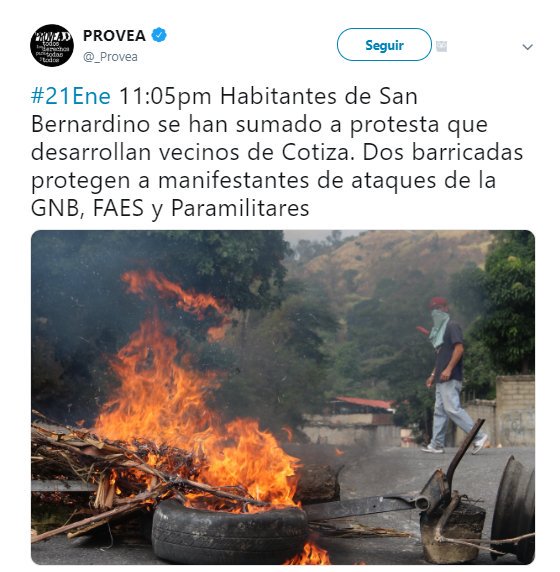 PROVEA
@_Provea
Seguir
#21Ene 11:05pm Habitantes de San
Bernardino se han sumado a protesta que
desarrollan vecinos de Cotiza. Dos barricadas
protegen a manifestantes de ataques de la
GNB, FAES y Paramilitares